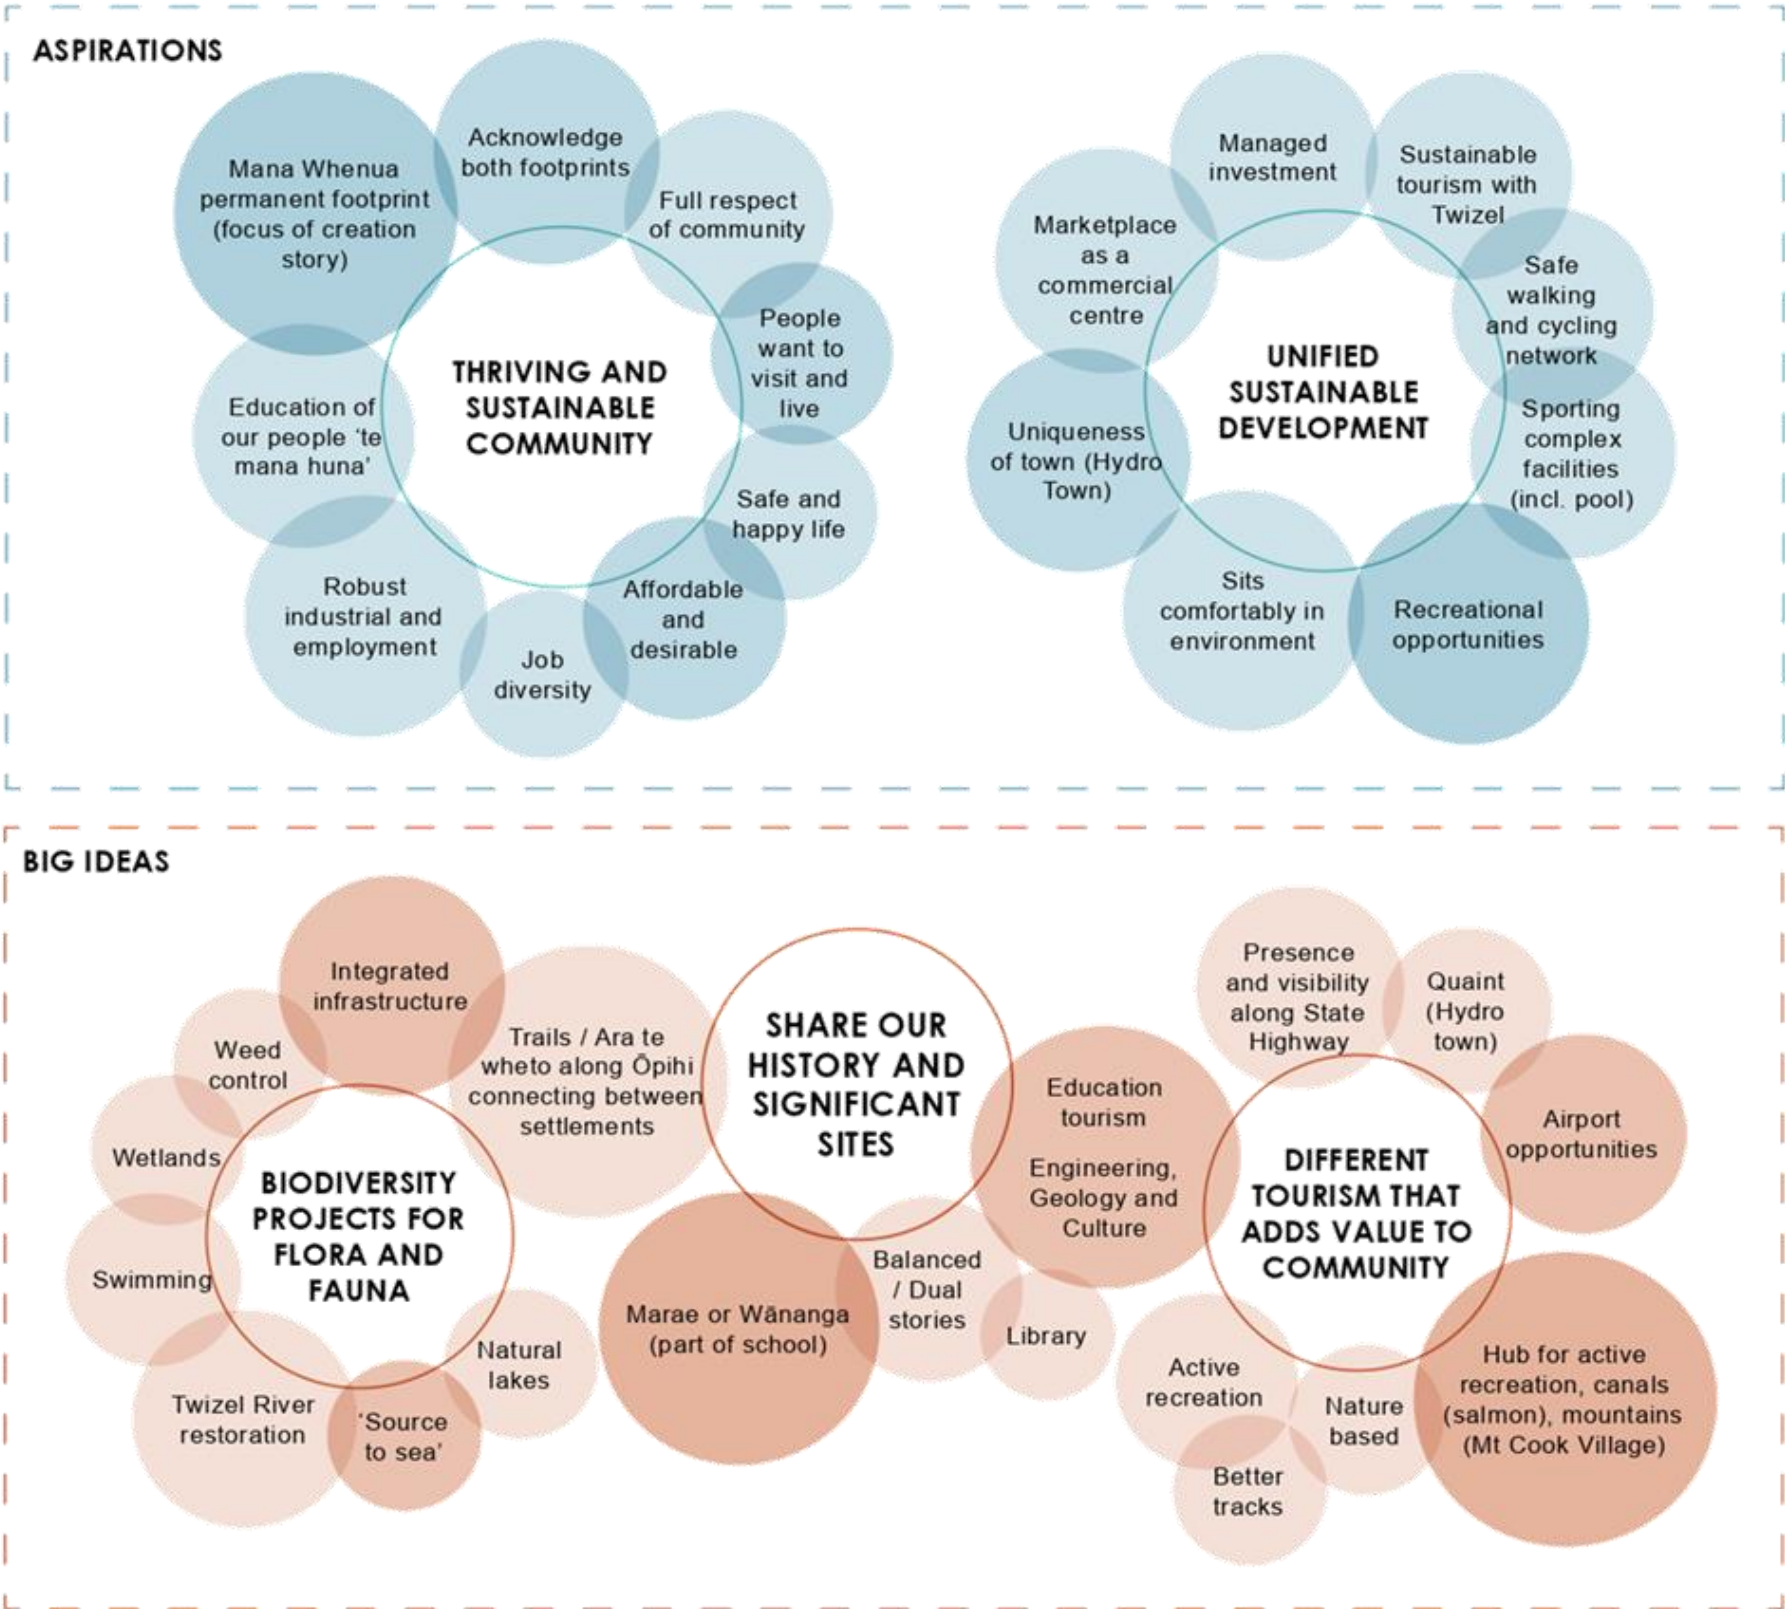 ASPIRATIONS
Mana Whenua
permanent footprint
(focus of creation
story)
Acknowledge
both footprints
Full respect
of community
People
want to
visit and
live
Safe and
happy life
Affordable
and
desirable
Job
diversity
Robust
industrial and
employment
Education of
our people ‘te
mana huna’
THRIVING AND
SUSTAINABLE
COMMUNITY
Managed
investment
Sustainable
tourism with
Twizel
Safe
walking
and cycling
network
Sporting
complex
facilities
(incl. pool)
Recreational
opportunities
Sits
comfortably in
environment
Uniqueness
of town (Hydro
Town)
Marketplace
as a
commercial
centre
UNIFIED
SUSTAINABLE
DEVELOPMENT
BIG IDEAS
Integrated
infrastructure
Weed
control
Wetlands
Swimming
Twizel River
restoration
‘Source
to sea’
Natural
lakes
BIODIVERSITY
PROJECTS FOR
FLORA AND
FAUNA
Trails / Ara te
wheto along Ōpihi
connecting between
settlements
SHARE OUR
HISTORY AND
SIGNIFICANT
SITES
Marae or Wānanga
(part of school)
Balanced
/ Dual
stories
Library
Education
tourism
Engineering,
Geology and
Culture
Presence
and visibility
along State
Highway
Quaint
(Hydro
town)
Airport
opportunities
DIFFERENT
TOURISM THAT
ADDS VALUE TO
COMMUNITY
Hub for active
recreation, canals
(salmon), mountains
(Mt Cook Village)
Nature
based
Active
recreation
Better
tracks